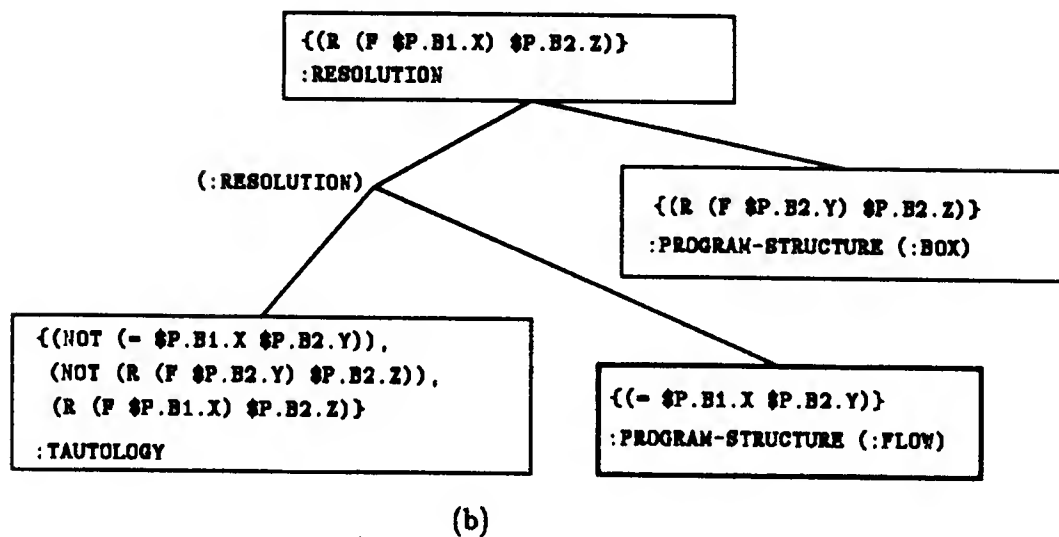 {(R (F $P.B1.X) $P.B2.Z)}
:RESOLUTION
(:RESOLUTION)
{(R (F $P.B2.Y) $P.B2.Z)}
:PROGRAM-STRUCTURE (:BOX)
{(NOT (= $P.B1.X $P.B2.Y)),
(NOT (R (F $P.B2.Y) $P.B2.Z)),
(R (F $P.B1.X) $P.B2.Z)}
:TAUTOLOGY
{(= $P.B1.X $P.B2.Y)}
:PROGRAM-STRUCTURE (:FLOW)
(b)